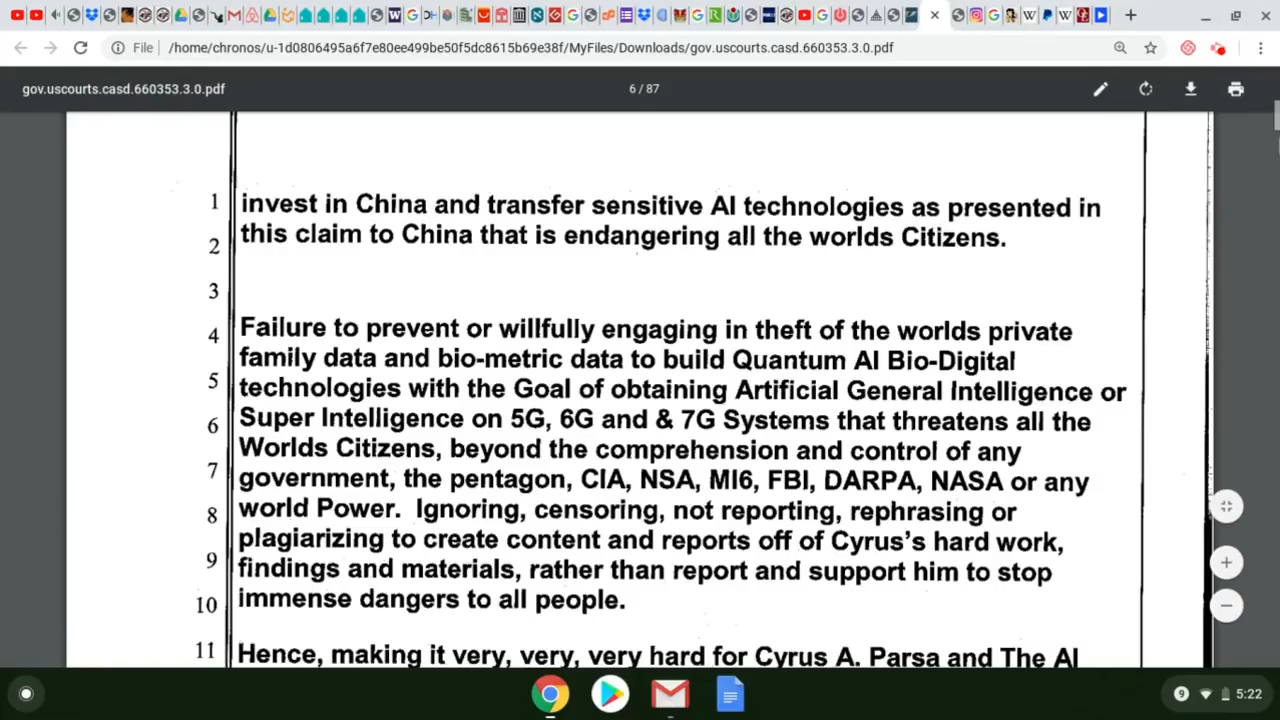 File
/home/chronos/u-1d0806495a6f7e80ee499be50f5dc8615b69e38f/MyFiles/Downloads/gov.uscourts.casd.660353.3.0.pdf
gov.uscourts.casd.660353.3.0.pdf
6 / 87
1 invest in China and transfer sensitive AI technologies as presented in
2 this claim to China that is endangering all the worlds Citizens.
3
4 Failure to prevent or willfully engaging in theft of the worlds private
family data and bio-metric data to build Quantum AI Bio-Digital
5 technologies with the Goal of obtaining Artificial General Intelligence or
6 Super Intelligence on 5G, 6G and & 7G Systems that threatens all the
Worlds Citizens, beyond the comprehension and control of any
7 government, the pentagon, CIA, NSA, MI6, FBI, DARPA, NASA or any
8 world Power. Ignoring, censoring, not reporting, rephrasing or
plagiarizing to create content and reports off of Cyrus's hard work,
9 findings and materials, rather than report and support him to stop
10 immense dangers to all people.
11 Hence, making it very, very, very hard for Cyrus A. Parsa and The AI
9
5:22